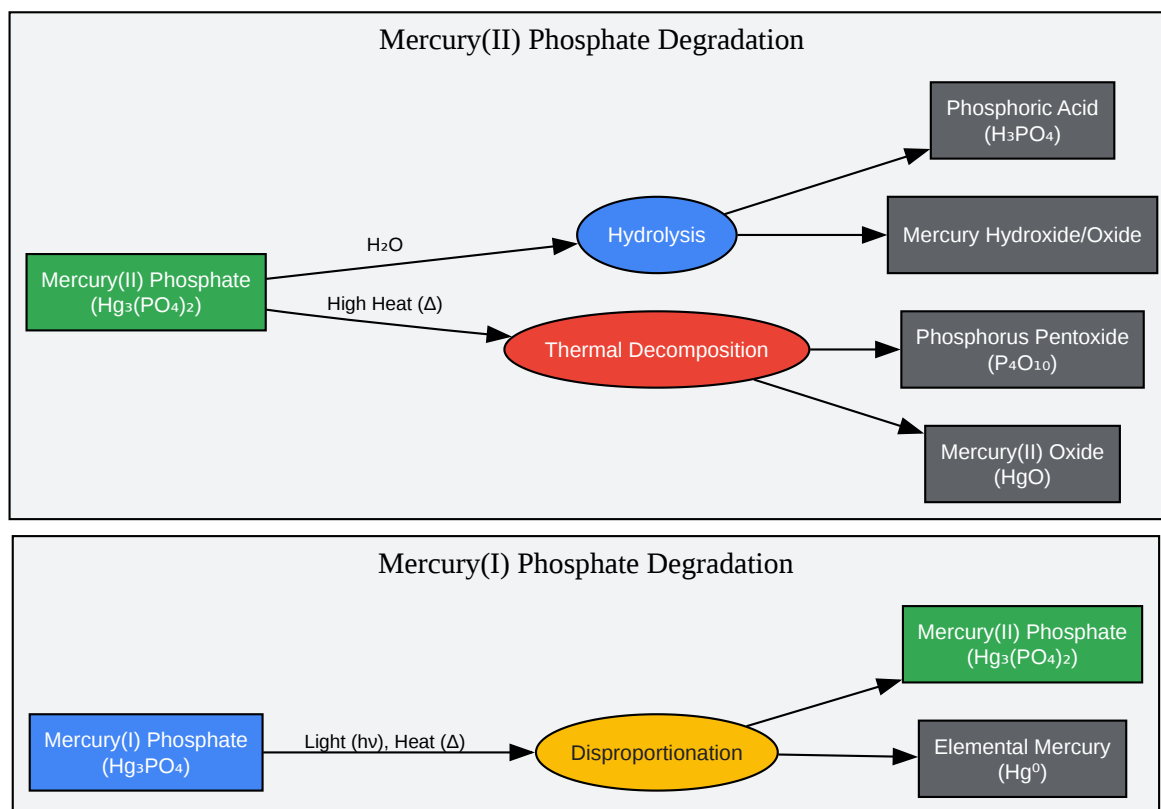 Mercury(II) Phosphate Degradation
Phosphoric Acid
(H₃PO₄)
H₂O
Hydrolysis
Mercury Hydroxide/Oxide
Mercury(II) Phosphate
(Hg₃(PO₄)₂)
High Heat (Δ)
Thermal Decomposition
Phosphorus Pentoxide
(P₄O₁₀)
Mercury(II) Oxide
(HgO)
Mercury(I) Phosphate Degradation
Mercury(II) Phosphate
(Hg₃(PO₄)₂)
Mercury(I) Phosphate
(Hg₃PO₄)
Light (hν), Heat (Δ)
Disproportionation
Elemental Mercury
(Hg⁰)